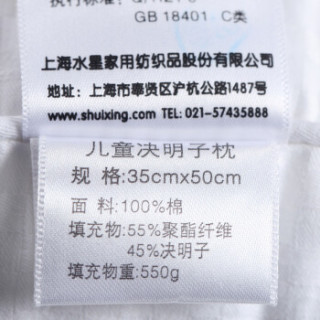 GB 18401 C类
上海水星家用纺织品股份有限公司
地址：上海市奉贤区沪杭公路1487号
www.shuixing.com TEL: 021-57435888
儿童决明子枕
规 格:35cmx50cm
面 料:100%棉
填充物:55%聚酯纤维
45%决明子
填充物重:550g